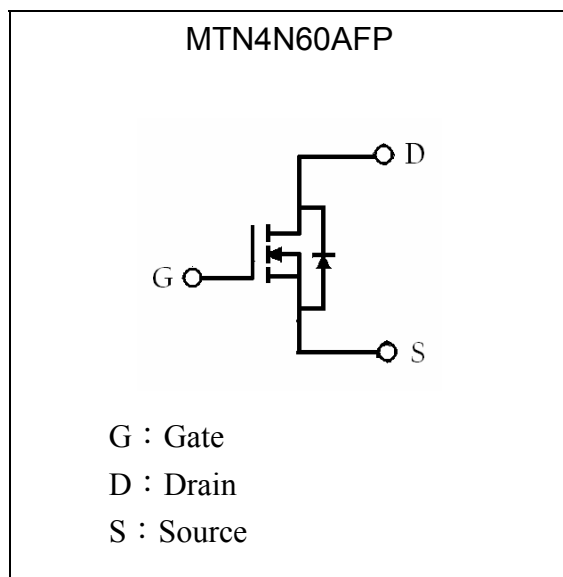 MTN4N60AFP
D
G
S
G：Gate
D：Drain
S：Source